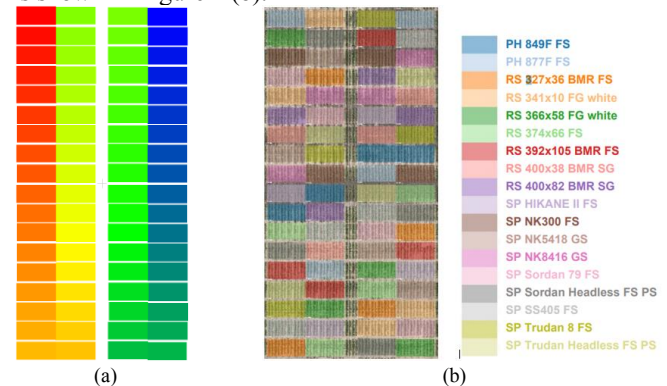 PH 849F FS
PH 877F FS
RS 327x36 BMR FS
RS 341x10 FG white
RS 366x58 FG white
RS 374x66 FS
RS 392x105 BMR FS
RS 400x38 BMR SG
RS 400x82 BMR SG
SP HIKANE II FS
SP NK300 FS
SP NK5418 GS
SP NK8416 GS
SP Sordan 79 FS
SP Sordan Headless FS PS
SP SS405 FS
SP Trudan 8 FS
SP Trudan Headless FS PS
(a)
(b)